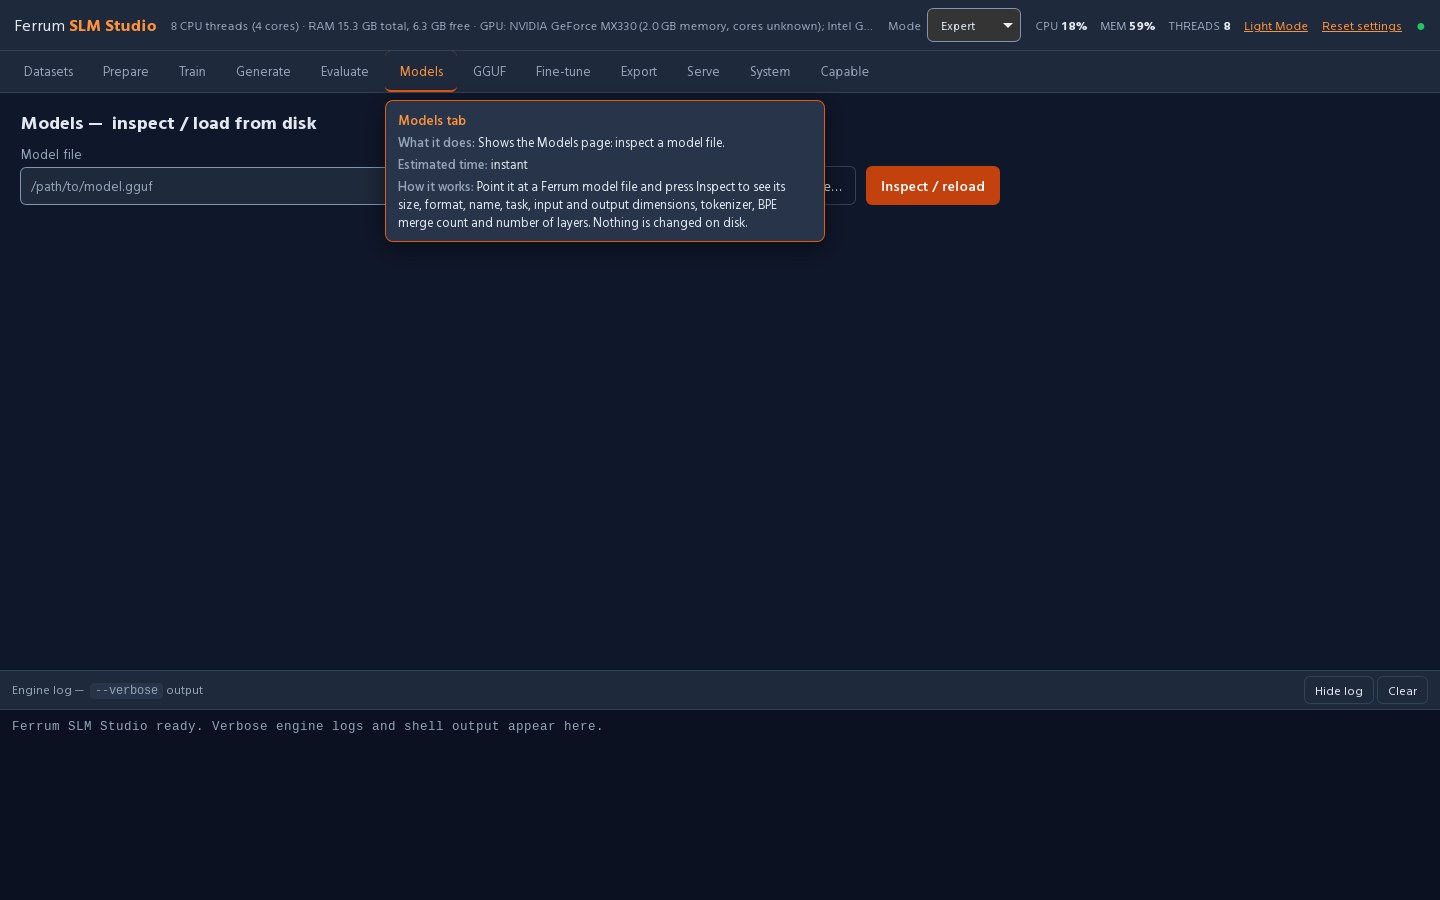 Ferrum SLM Studio
8 CPU threads (4 cores) · RAM 15.3 GB total, 6.3 GB free · GPU: NVIDIA GeForce MX330 (2.0 GB memory, cores unknown); Intel G...
Mode
Expert
CPU 18%
MEM 59%
THREADS 8
Light Mode
Reset settings
Datasets
Prepare
Train
Generate
Evaluate
Models
GGUF
Fine-tune
Export
Serve
System
Capable
Models — inspect / load from disk
Models tab
What it does: Shows the Models page: inspect a model file.
Estimated time: instant
How it works: Point it at a Ferrum model file and press Inspect to see its
size, format, name, task, input and output dimensions, tokenizer, BPE
merge count and number of layers. Nothing is changed on disk.
Model file
/path/to/model.gguf
e...
Inspect / reload
Engine log — --verbose output
Hide log
Clear
Ferrum SLM Studio ready. Verbose engine logs and shell output appear here.